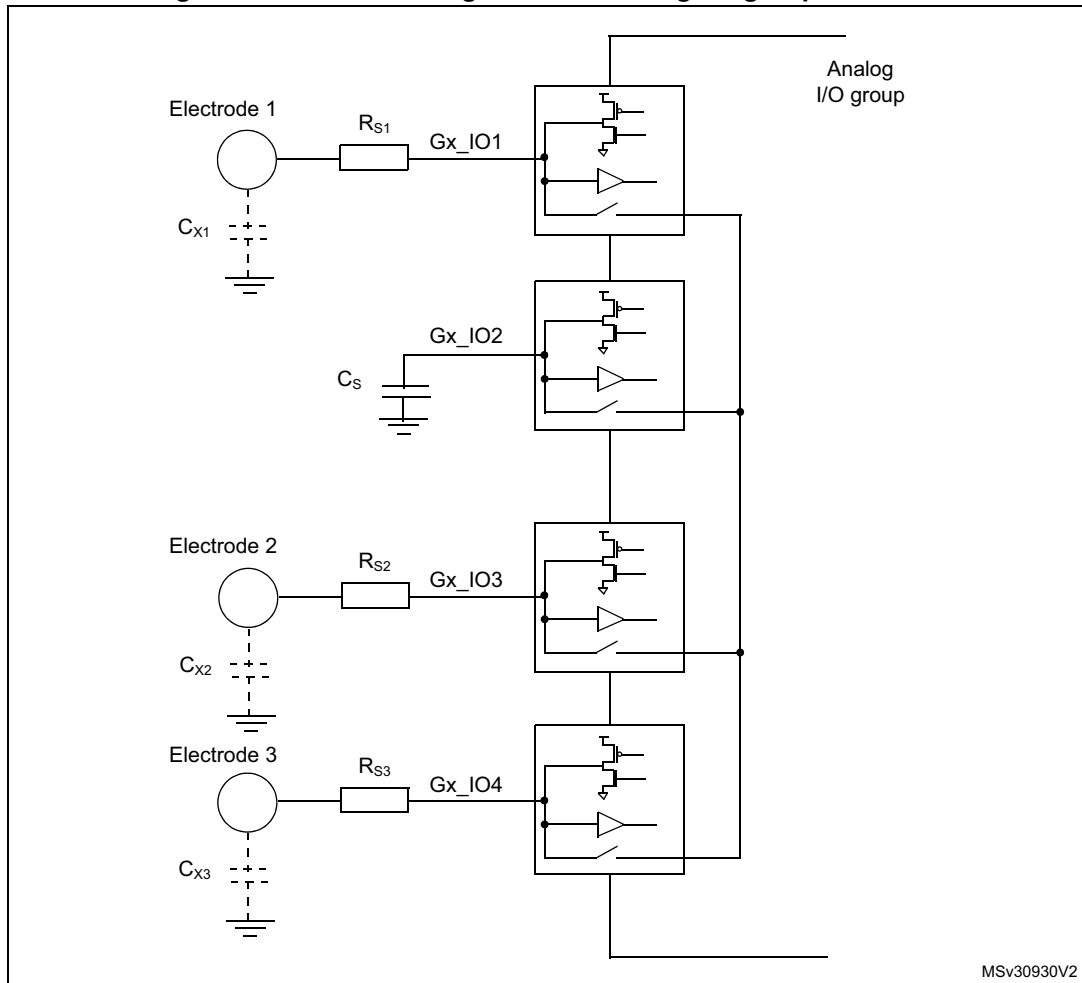 Analog
I/O group
Electrode 1
RS1
Gx_IO1
CX1
Gx_IO2
CS
Electrode 2
RS2
Gx_IO3
CX2
Electrode 3
RS3
Gx_IO4
CX3
MSv30930V2